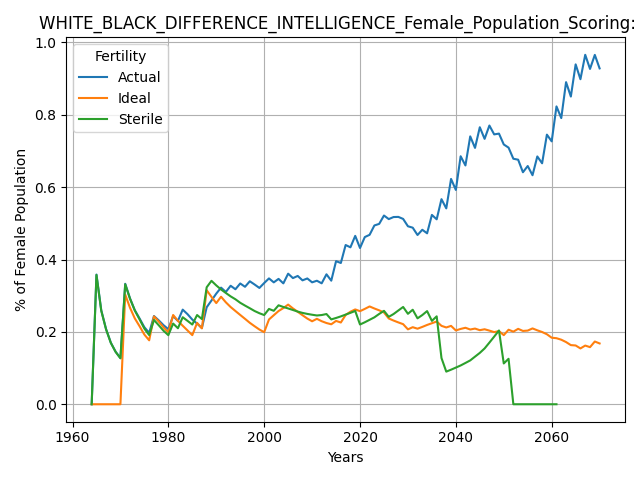 WHITE_BLACK_DIFFERENCE_INTELLIGENCE_Female_Population_Scoring:
Fertility
Actual
Ideal
Sterile
% of Female Population
1.0
0.8
0.6
0.4
0.2
0.0
1960 1980 2000 2020 2040 2060
Years